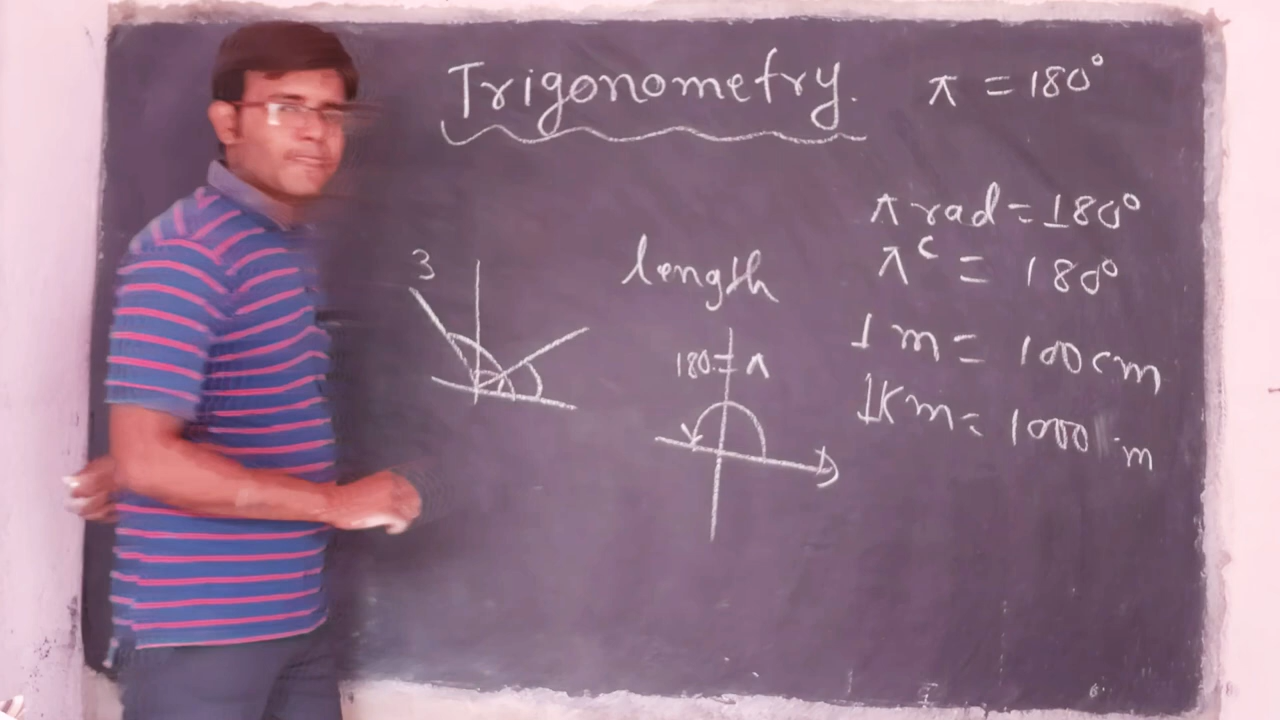 Trigonometry.
π = 180°
π rad = 180°
π^c = 180°
3
length
180 = π
1 m = 100 cm
1 Km = 1000 m